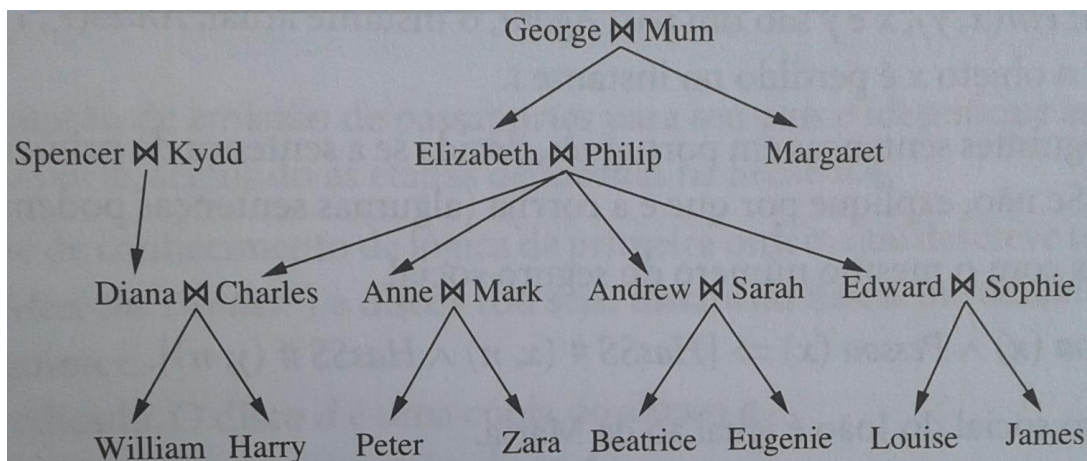 George ⋈ Mum
Spencer ⋈ Kydd Elizabeth ⋈ Philip Margaret
Diana ⋈ Charles Anne ⋈ Mark Andrew ⋈ Sarah Edward ⋈ Sophie
William Harry Peter Zara Beatrice Eugenie Louise James